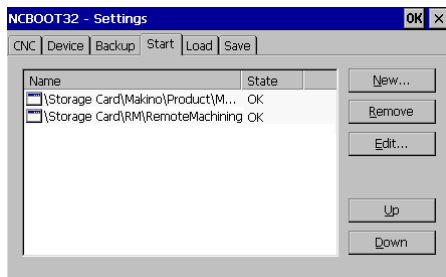 NCBOOT32 - Settings OK ×
CNC Device Backup Start Load Save
Name State
\Storage Card\Makino\Product\M... OK
\Storage Card\RM\RemoteMachining OK
New...
Remove
Edit...
Up
Down